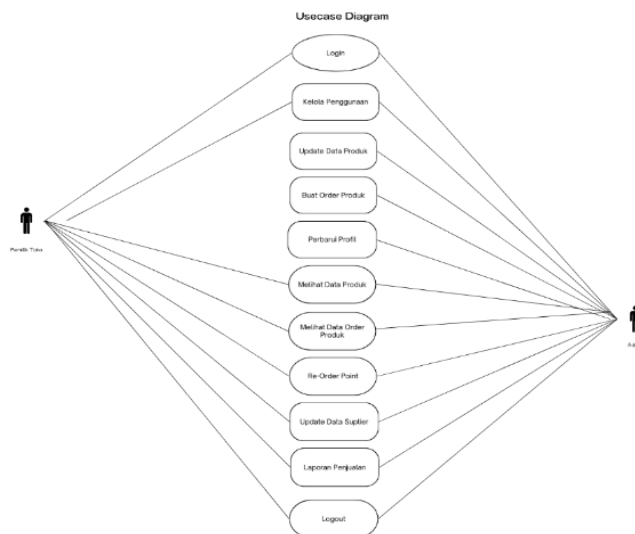 Usecase Diagram
Login
Kelola Penggunaan
Update Data Produk
Buat Order Produk
Perbarui Profil
Pemilik Toko
Melihat Data Produk
Melihat Data Order
Produk
Re-Order Point
Update Data Suplier
Laporan Penjualan
Logout